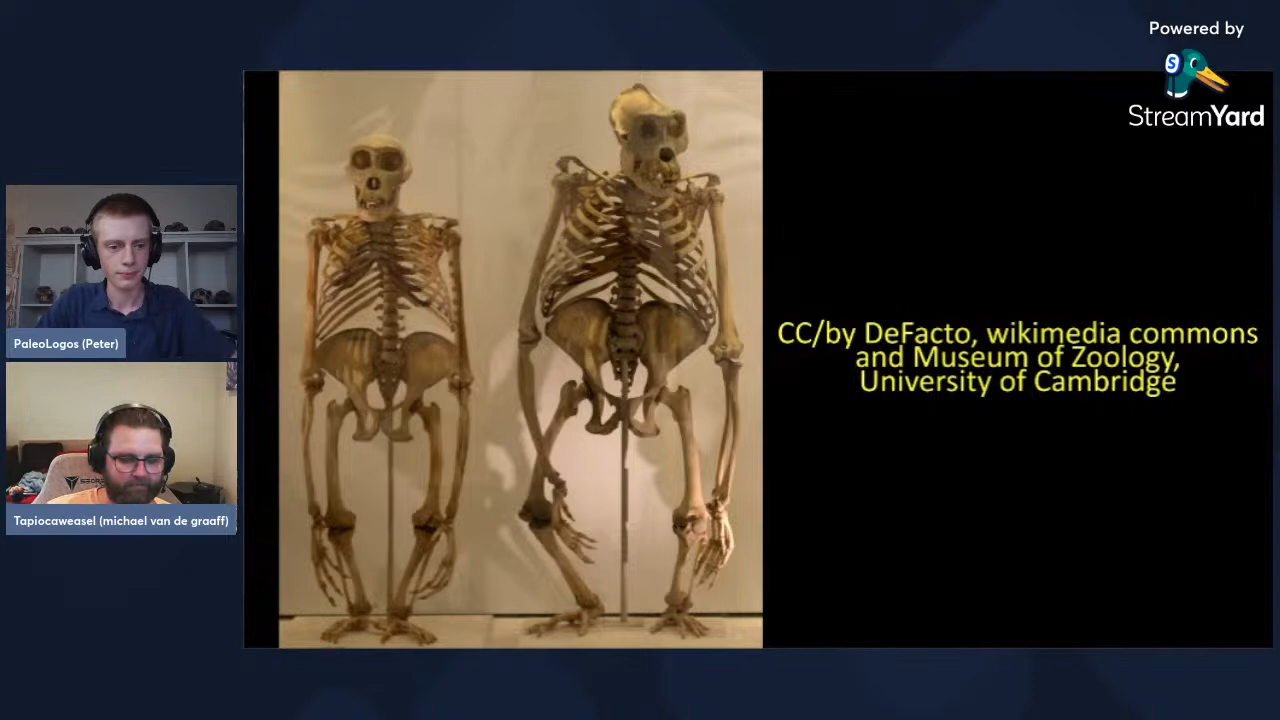 Powered by
StreamYard
PaleoLogos (Peter)
Tapiocaweasel (michael van de graaff)
CC/by DeFacto, wikimedia commons
and Museum of Zoology,
University of Cambridge